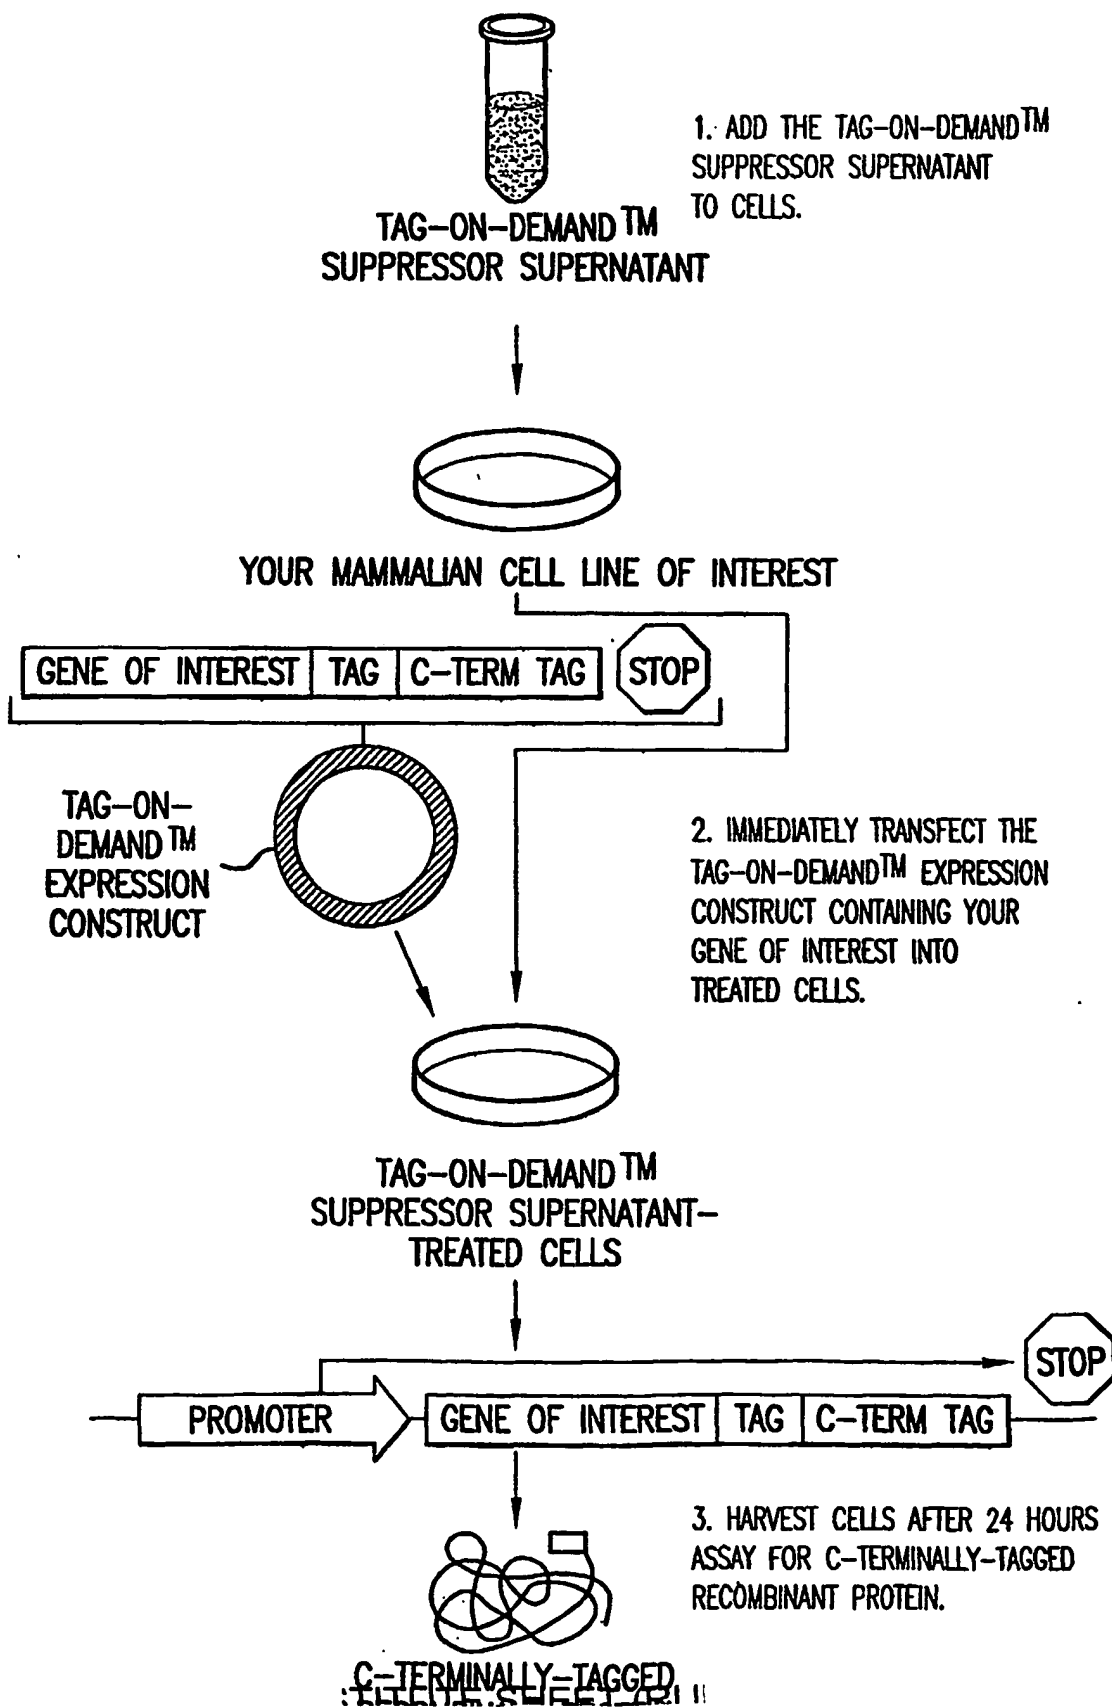 1. ADD THE TAG-ON-DEMAND™
SUPPRESSOR SUPERNATANT
TO CELLS.
TAG-ON-DEMAND™
SUPPRESSOR SUPERNATANT
YOUR MAMMALIAN CELL LINE OF INTEREST
GENE OF INTEREST TAG C-TERM TAG STOP
TAG-ON-
DEMAND™
EXPRESSION
CONSTRUCT
2. IMMEDIATELY TRANSFECT THE
TAG-ON-DEMAND™ EXPRESSION
CONSTRUCT CONTAINING YOUR
GENE OF INTEREST INTO
TREATED CELLS.
TAG-ON-DEMAND™
SUPPRESSOR SUPERNATANT-
TREATED CELLS
STOP
PROMOTER GENE OF INTEREST TAG C-TERM TAG
3. HARVEST CELLS AFTER 24 HOURS
ASSAY FOR C-TERMINALLY-TAGGED
RECOMBINANT PROTEIN.
C-TERMINALLY-TAGGED